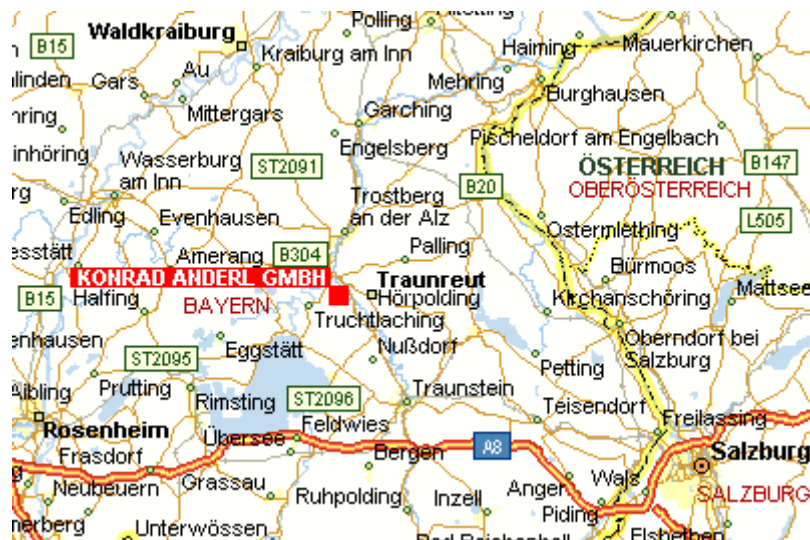 Polling
B15
Waldkraiburg
Haiming
Mauerkirchen
Kraiburg am Inn
Au
Gars
Mehring
Burghausen
Mittergars
Garching
Pischeldorf am Engelbach
Engelsberg
Wasserburg
am Inn
ST2091
ÖSTERREICH
B147
OBERÖSTERREICH
B20
Trostberg
an der Alz
Edling
Evenhausen
L505
Ostermiething
Amerang
B304
Palling
KONRAD ANDERL GMBH
Traunreut
Bürmoos
Mattsee
B15
Halfing
BAYERN
Hörpolding
Kirchanschöring
Truchtlaching
Eggstätt
Nußdorf
Oberndorf bei
Salzburg
ST2095
Petting
Aibling
Prutting
Rimsting
ST2096
Traunstein
Teisendorf
Rosenheim
Feldwies
Freilassing
Übersee
A8
Salzburg
Frasdorf
Bergen
Neubeuern
Grassau
Ruhpolding
Inzell
Anger
Wals
SALZBURG
Piding
Unterwössen
Bad Reichenhall
Elsbethen